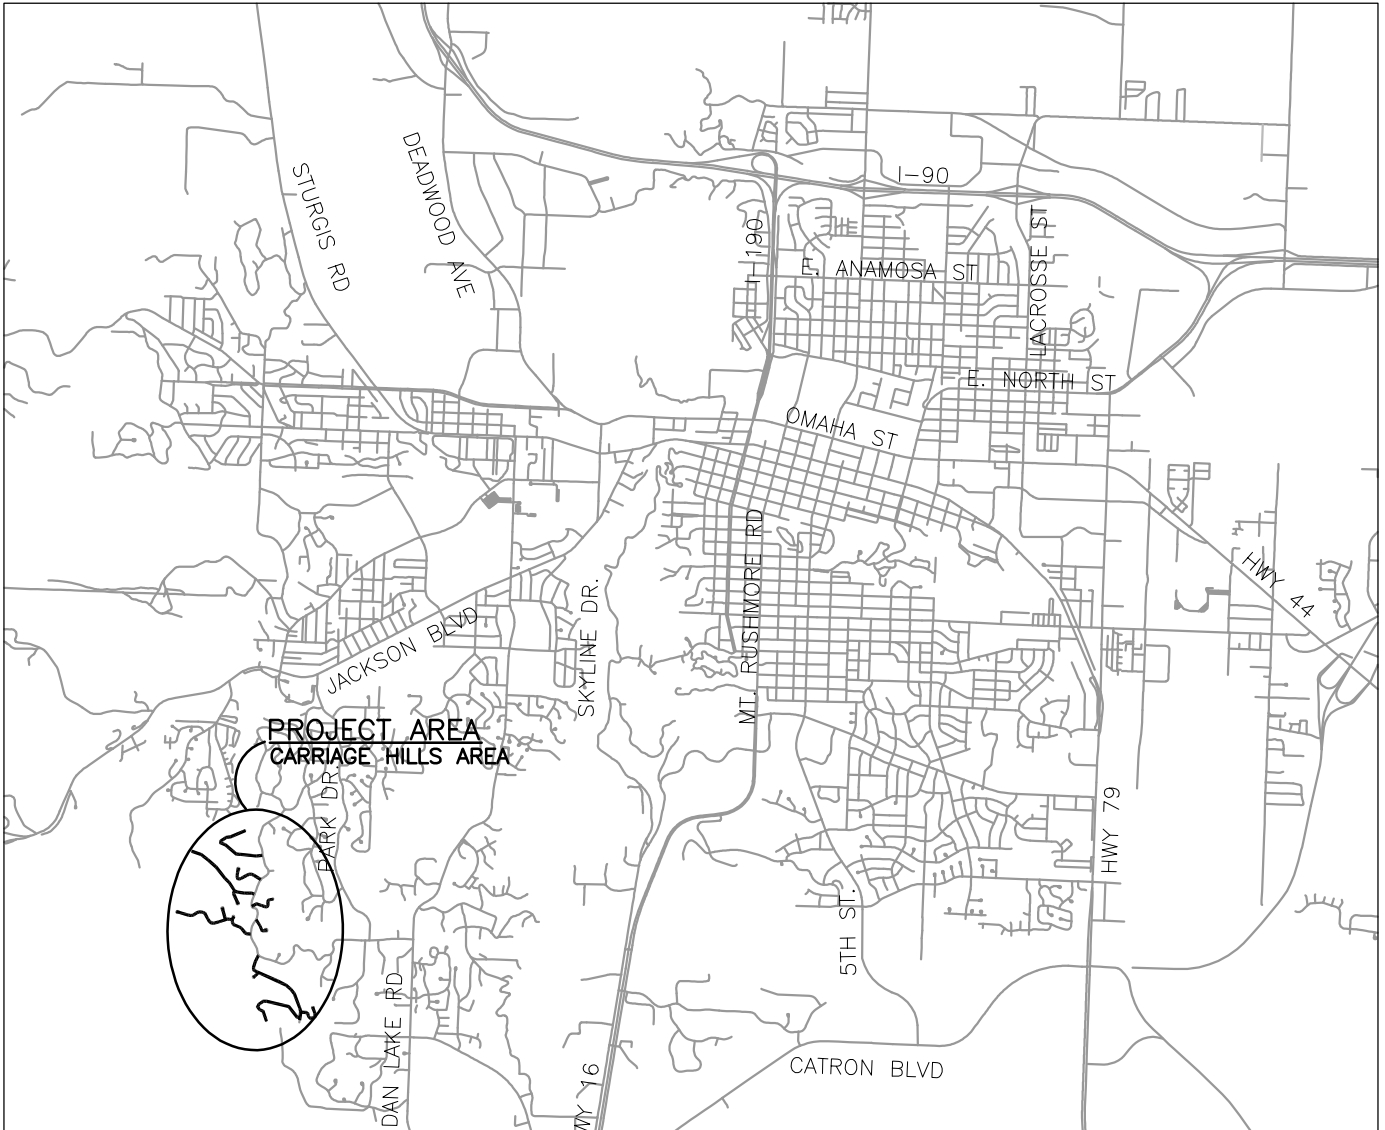 I-90
DEADWOOD AVE
STURGIS RD
I-190
LACROSSE ST
E. ANAMOSA ST
E. NORTH ST
OMAHA ST
HWY 44
MT. RUSHMORE RD
SKYLINE DR.
JACKSON BLVD
PROJECT AREA
CARRIAGE HILLS AREA
PARK DR.
HWY 79
5TH ST.
DAN LAKE RD
WY 16
CATRON BLVD